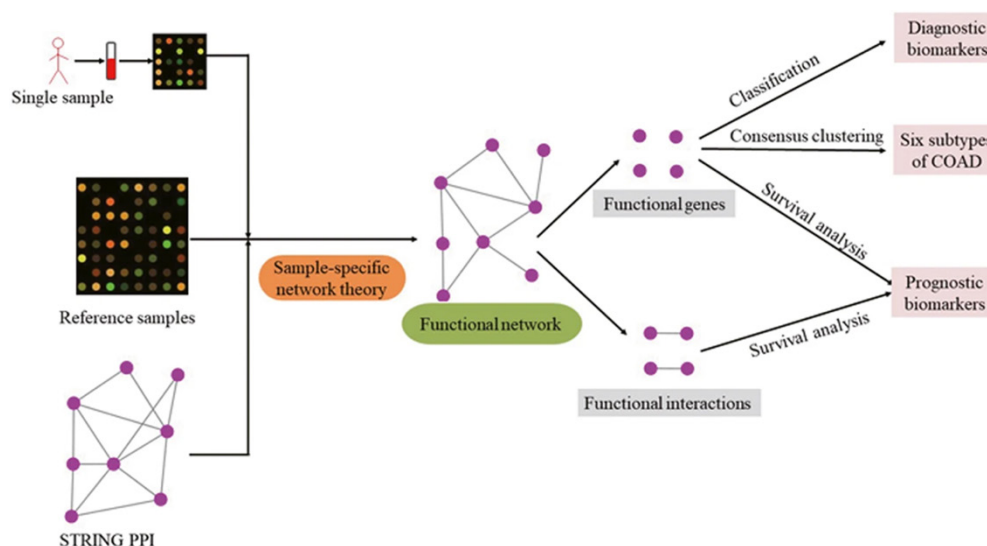 Single sample
Reference samples
STRING PPI
Sample-specific
network theory
Functional network
Functional genes
Functional interactions
Classification
Consensus clustering
Survival analysis
Survival analysis
Diagnostic
biomarkers
Six subtypes
of COAD
Prognostic
biomarkers